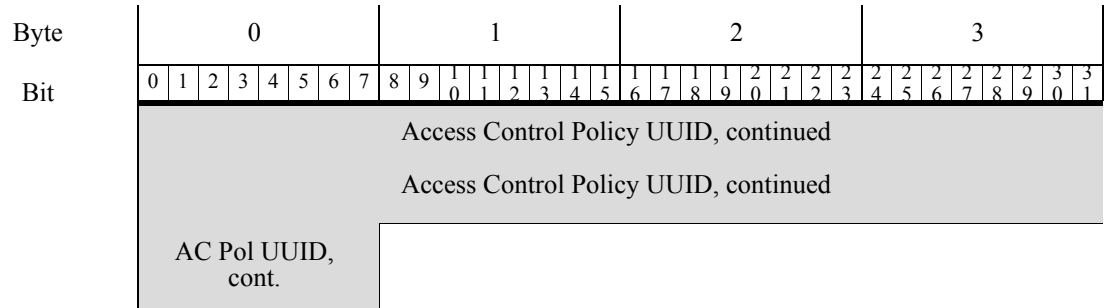 Byte 0 1 2 3
Bit 0 1 2 3 4 5 6 7 8 9 10 11 12 13 14 15 16 17 18 19 20 21 22 23 24 25 26 27 28 29 30 31
Access Control Policy UUID, continued
Access Control Policy UUID, continued
AC Pol UUID,
cont.